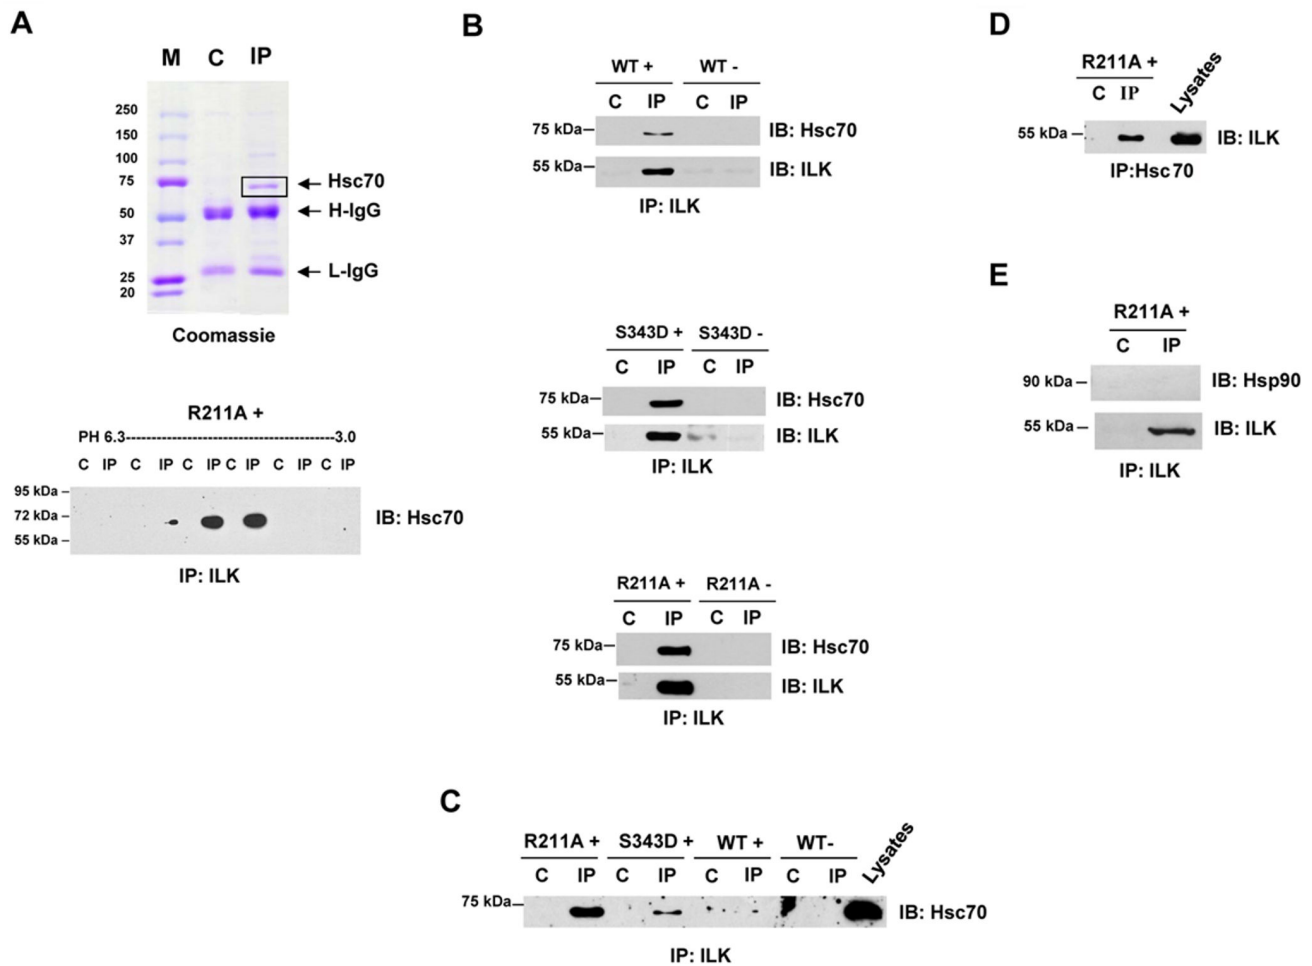 A
M C IP
250
150
100
75
50
37
25
20
Hsc70
H-IgG
L-IgG
Coomassie
R211A +
PH 6.3---------------------------------------3.0
C IP C IP C IP C IP C IP C IP
95 kDa
72 kDa
55 kDa
IB: Hsc70
IP: ILK
B
WT + WT -
C IP C IP
75 kDa IB: Hsc70
55 kDa IB: ILK
IP: ILK
S343D + S343D -
C IP C IP
75 kDa IB: Hsc70
55 kDa IB: ILK
IP: ILK
R211A + R211A -
C IP C IP
75 kDa IB: Hsc70
55 kDa IB: ILK
IP: ILK
C
R211A + S343D + WT + WT- Lysates
C IP C IP C IP C IP
75 kDa IB: Hsc70
IP: ILK
D
R211A + Lysates
C IP
55 kDa IB: ILK
IP:Hsc70
E
R211A +
C IP
90 kDa IB: Hsp90
55 kDa IB: ILK
IP: ILK